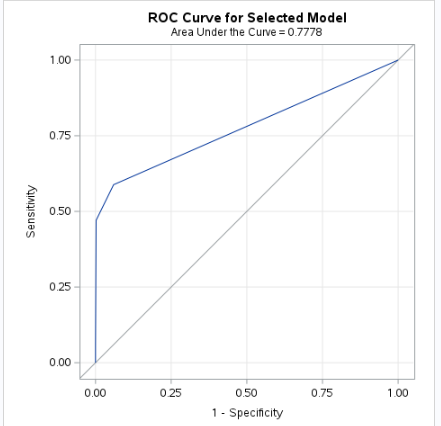 ROC Curve for Selected Model
Area Under the Curve = 0.7778
1.00
0.75
0.50
0.25
0.00
Sensitivity
0.00 0.25 0.50 0.75 1.00
1 - Specificity